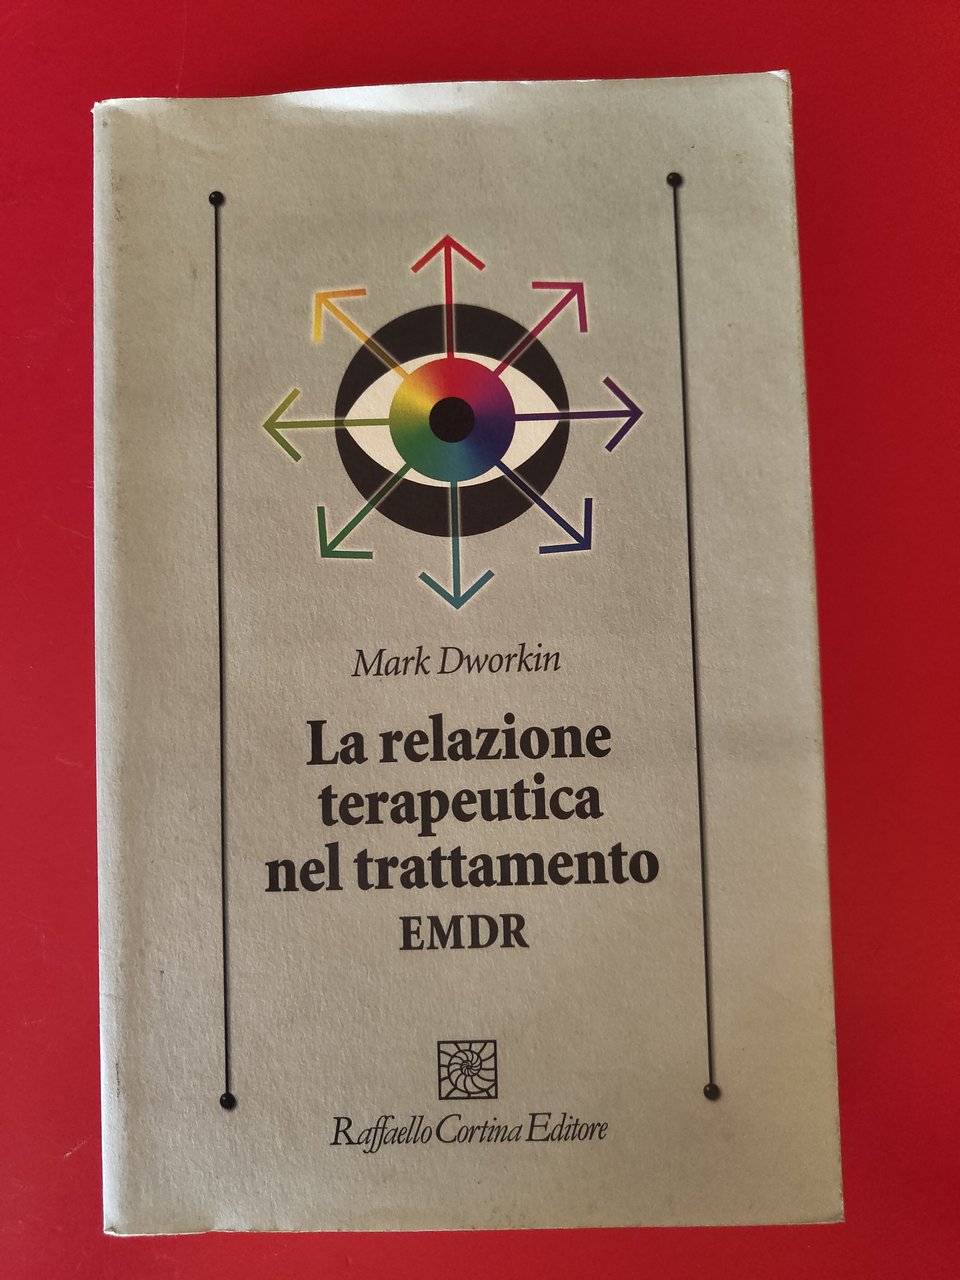 Mark Dworkin
La relazione
terapeutica
nel trattamento
EMDR
Raffaello Cortina Editore